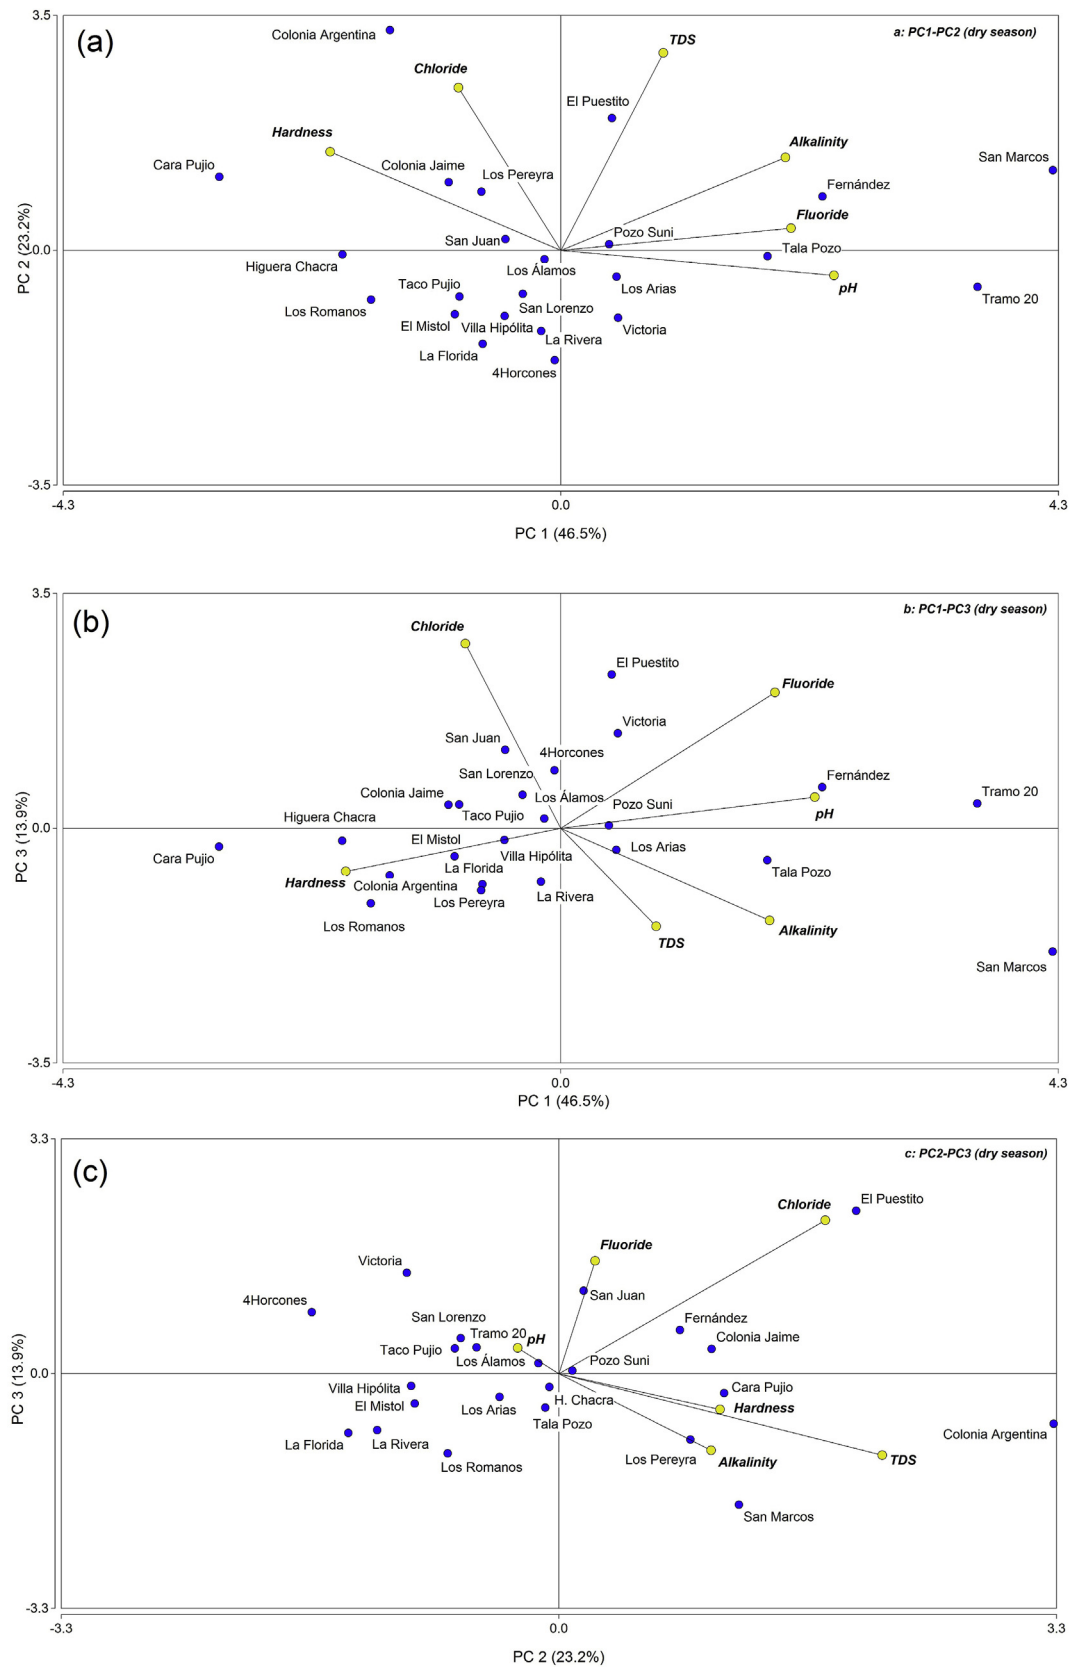 (a)
3.5
a: PC1-PC2 (dry season)
Colonia Argentina
TDS
Chloride
El Puestito
Hardness
Alkalinity
San Marcos
Cara Pujio
Colonia Jaime
Los Pereyra
Fernández
Fluoride
San Juan
Pozo Suni
Tala Pozo
0.0
PC 2 (23.2%)
Higuera Chacra
Los Álamos
Taco Pujio
Los Arias
pH
Los Romanos
San Lorenzo
Tramo 20
El Mistol
Villa Hipólita
La Rivera
Victoria
La Florida
4Horcones
-3.5
-4.3
0.0
4.3
PC 1 (46.5%)
(b)
3.5
b: PC1-PC3 (dry season)
Chloride
El Puestito
Fluoride
Victoria
San Juan
4Horcones
San Lorenzo
Fernández
Colonia Jaime
Los Álamos
Pozo Suni
Tramo 20
Higuera Chacra
Taco Pujio
pH
0.0
PC 3 (13.9%)
El Mistol
Los Arias
Cara Pujio
Villa Hipólita
La Florida
Tala Pozo
Hardness
Colonia Argentina
Los Pereyra
La Rivera
Los Romanos
Alkalinity
TDS
San Marcos
-3.5
-4.3
0.0
4.3
PC 1 (46.5%)
(c)
3.3
c: PC2-PC3 (dry season)
Chloride
El Puestito
Fluoride
Victoria
San Juan
4Horcones
San Lorenzo
Fernández
Tramo 20
pH
Colonia Jaime
Taco Pujio
Los Álamos
Pozo Suni
0.0
PC 3 (13.9%)
Villa Hipólita
Cara Pujio
El Mistol
Los Arias
H. Chacra
Hardness
Tala Pozo
Colonia Argentina
La Florida
La Rivera
Los Pereyra
Alkalinity
TDS
Los Romanos
San Marcos
-3.3
-3.3
0.0
3.3
PC 2 (23.2%)